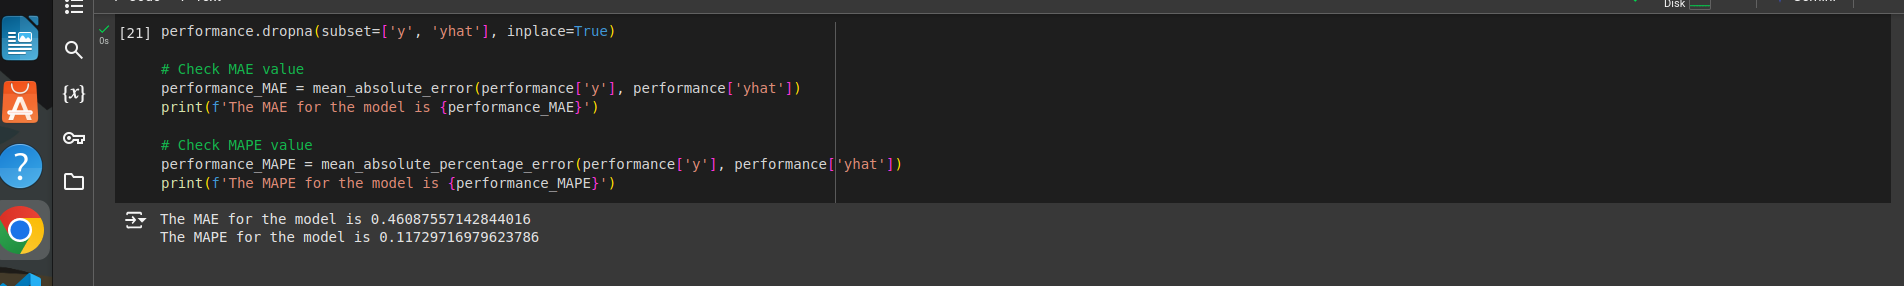 Disk
[21] performance.dropna(subset=['y', 'yhat'], inplace=True)
0s
# Check MAE value
performance_MAE = mean_absolute_error(performance['y'], performance['yhat'])
print(f'The MAE for the model is {performance_MAE}')
# Check MAPE value
performance_MAPE = mean_absolute_percentage_error(performance['y'], performance['yhat'])
print(f'The MAPE for the model is {performance_MAPE}')
The MAE for the model is 0.46087557142844016
The MAPE for the model is 0.11729716979623786
{x}